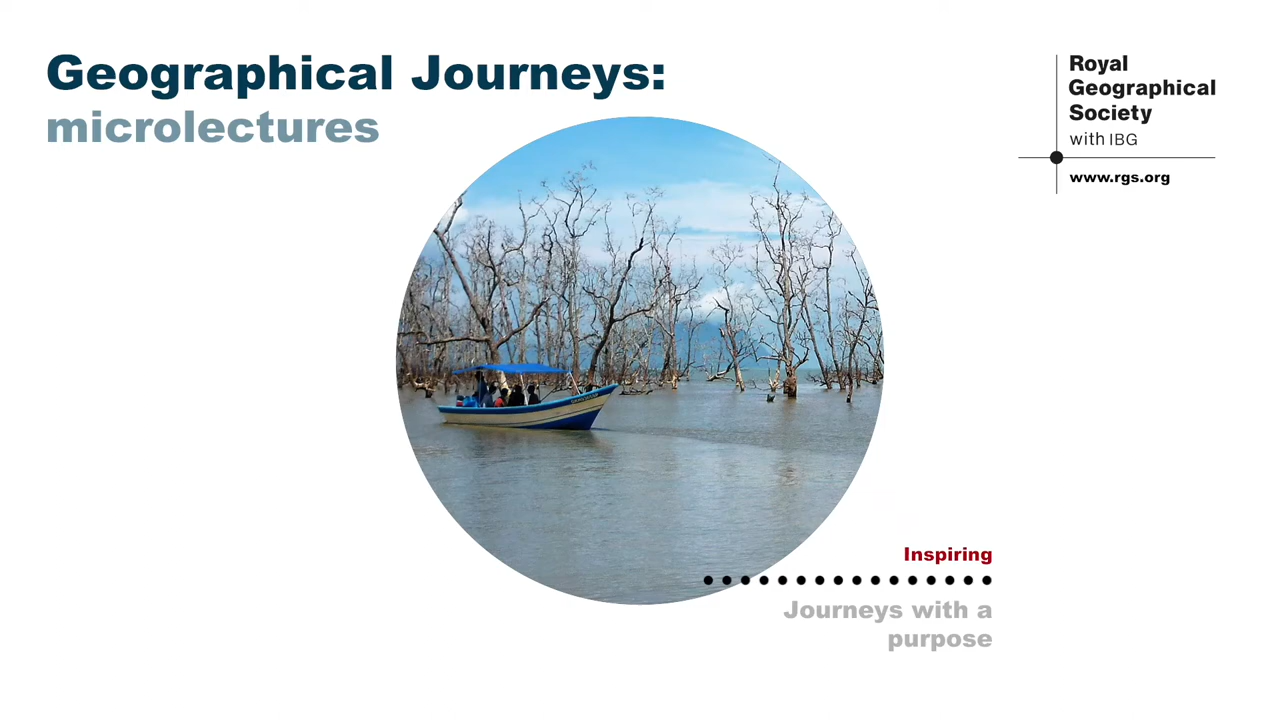 Geographical Journeys:
microlectures
Royal
Geographical
Society
with IBG
www.rgs.org
Inspiring
Journeys with a
purpose